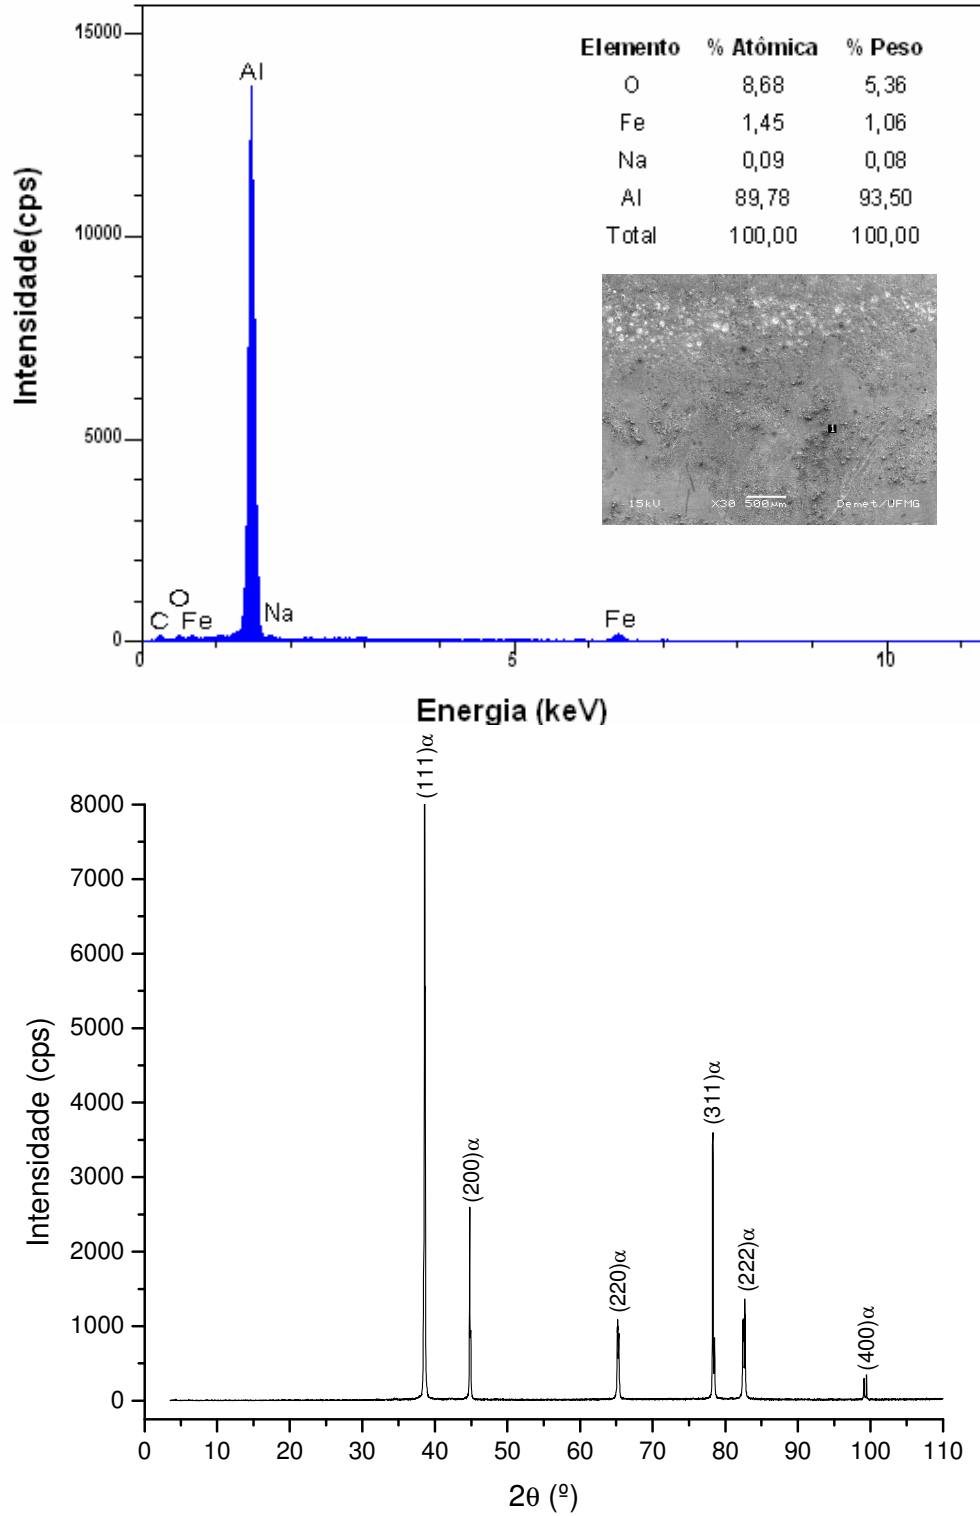 Elemento % Atômica % Peso
O 8,68 5,36
Fe 1,45 1,06
Na 0,09 0,08
Al 89,78 93,50
Total 100,00 100,00
1
15kV X30 500µm Demet/UFMG
Intensidade(cps)
15000
10000
5000
0
Al
C
O
Fe
Na
Fe
0 5 10
Energia (keV)
Intensidade (cps)
8000
7000
6000
5000
4000
3000
2000
1000
0
(111)α
(200)α
(220)α
(311)α
(222)α
(400)α
0 10 20 30 40 50 60 70 80 90 100 110
2θ (º)